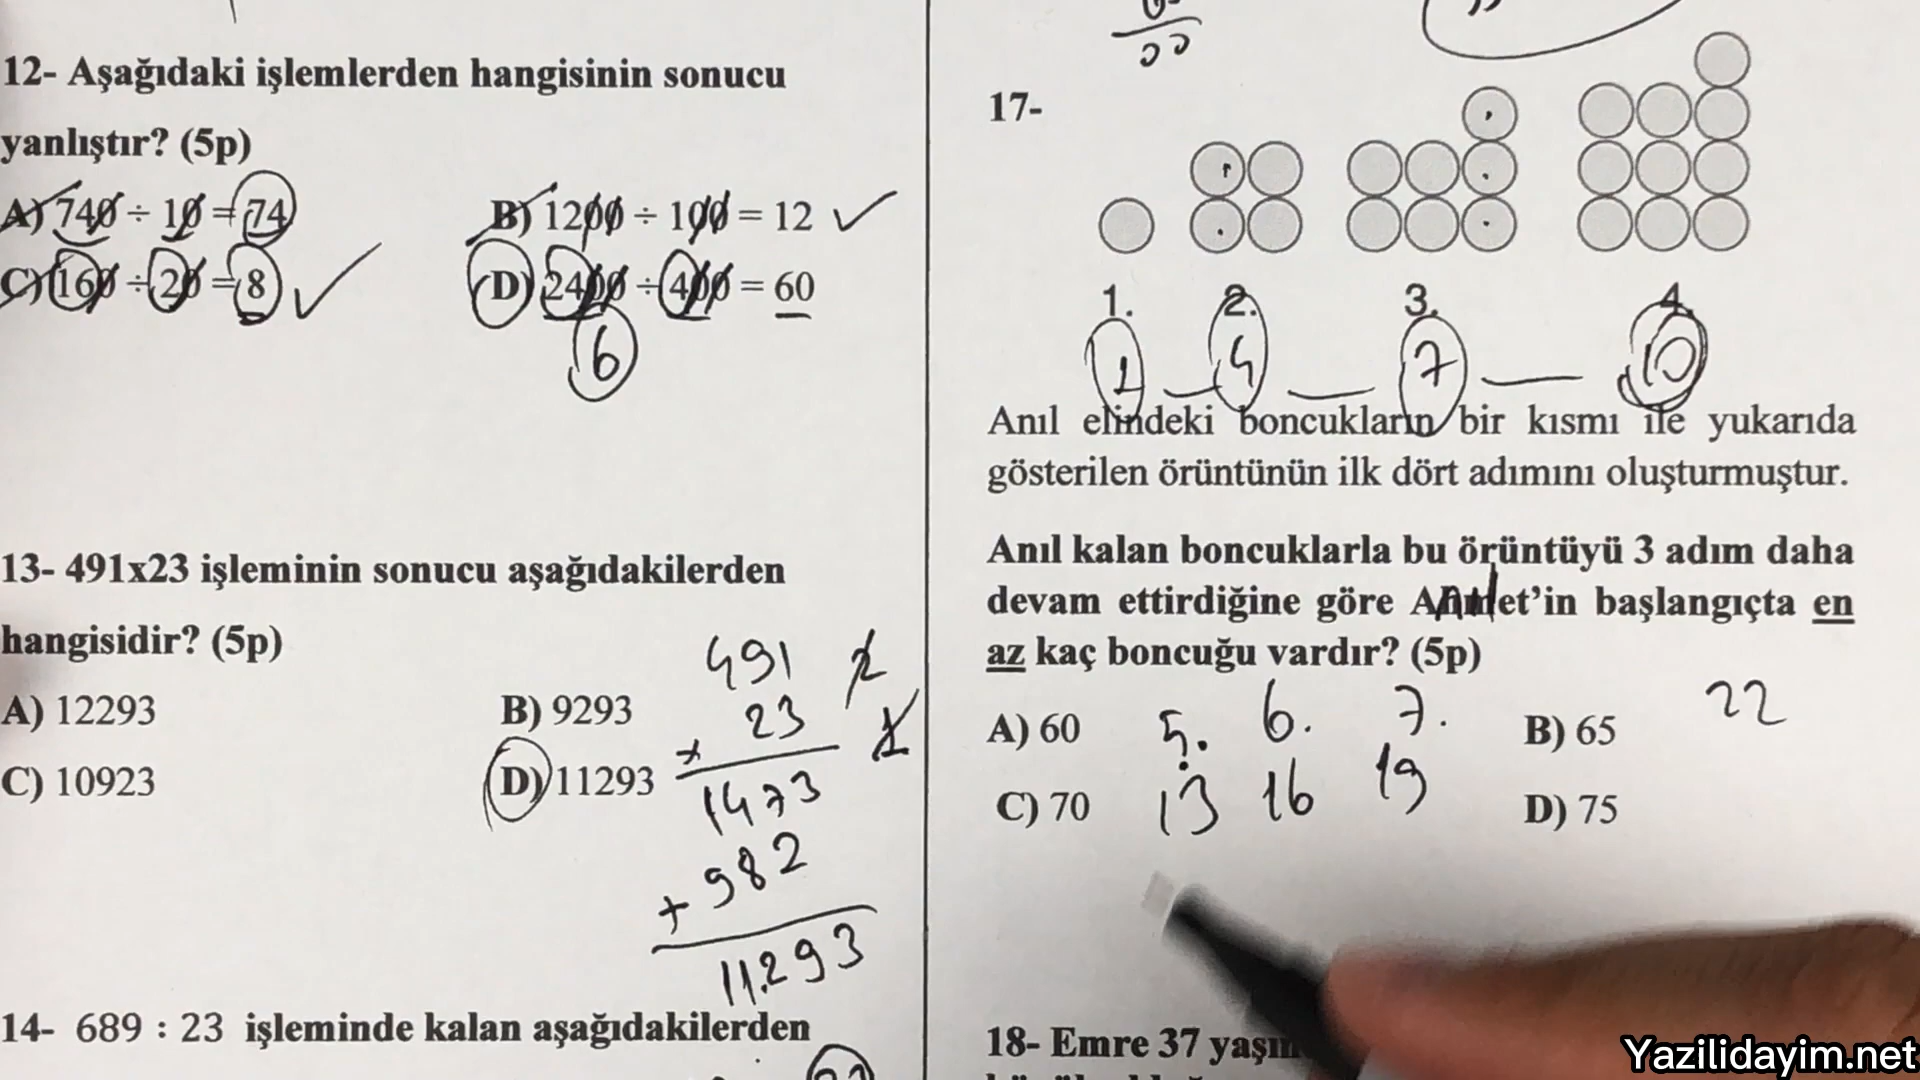 12- Aşağıdaki işlemlerden hangisinin sonucu
yanlıştır? (5p)
A) 740 ÷ 10 = 74
B) 1200 ÷ 100 = 12 ✓
C) 160 ÷ 20 = 8 ✓
D) 2400 ÷ 400 = 60
6
13- 491x23 işleminin sonucu aşağıdakilerden
hangisidir? (5p)
A) 12293
B) 9293
C) 10923
D) 11293
491
x 23
1473
+ 982
11.293
14- 689 : 23 işleminde kalan aşağıdakilerden
17-
1. 2. 3. 4.
1 4 7 10
Anıl elindeki boncukların bir kısmı ile yukarıda
gösterilen örüntünün ilk dört adımını oluşturmuştur.
Anıl kalan boncuklarla bu örüntüyü 3 adım daha
devam ettirdiğine göre başlangıçta en
az kaç boncuğu vardır? (5p)
A) 60
B) 65
C) 70
D) 75
5. 6. 7.
13 16 19
22
18- Emre 37
Yazilidayim.net